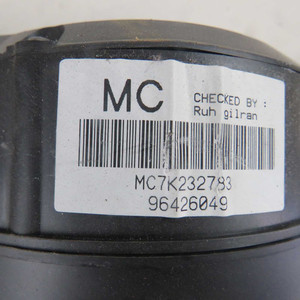 MC
CHECKED BY :
Ruh gilran
MC7K232783
96426049